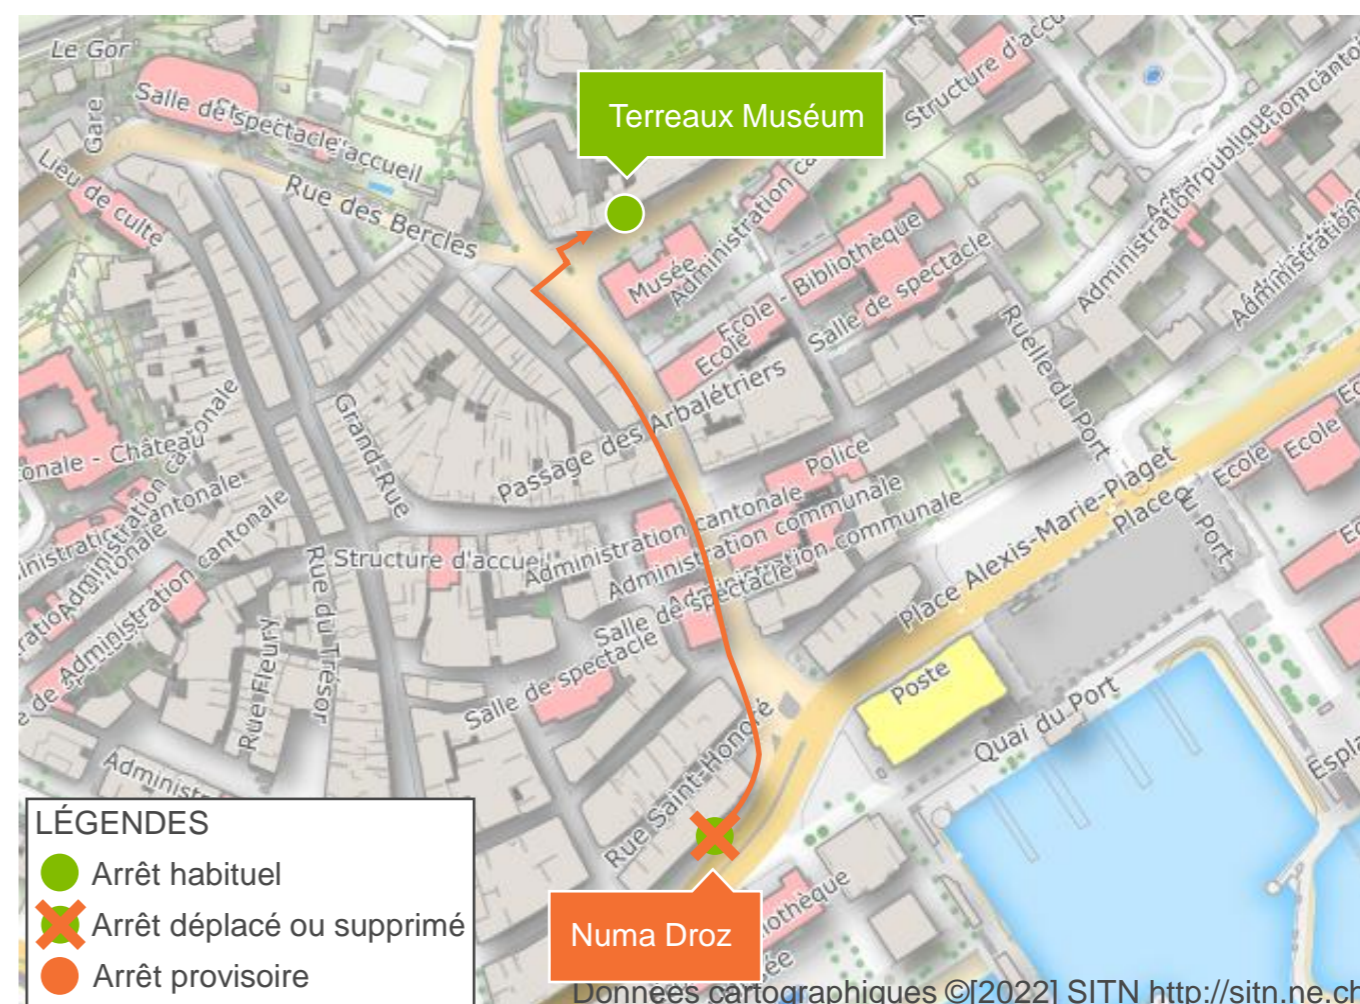 Le Gor
Gare
Salle de spectacle
Structure d'accueil
Terreaux Muséum
Lieu de culte
Rue des Bercles
Musée
Administration
Ecole - Bibliothèque
Ecole
Salle de spectacle
Administration publique
Administration
Administration
Administration
Ruelle du Port
Passage des Arbalétriers
Grand-Rue
Château
Administration cantonale
Administration cantonale
Rue du Trésor
Rue Fleury
Structure d'accueil
Police
Administration cantonale
Administration communale
Administration communale
Salle de spectacle
Salle de spectacle
Place Alexis-Marie-Piaget
Place du Port
Ecole
Ecole
Poste
Quai du Port
Rue Saint-Honoré
Numa Droz
LÉGENDES
Arrêt habituel
Arrêt déplacé ou supprimé
Arrêt provisoire
Données cartographiques ©[2022] SITN http://sitn.ne.ch